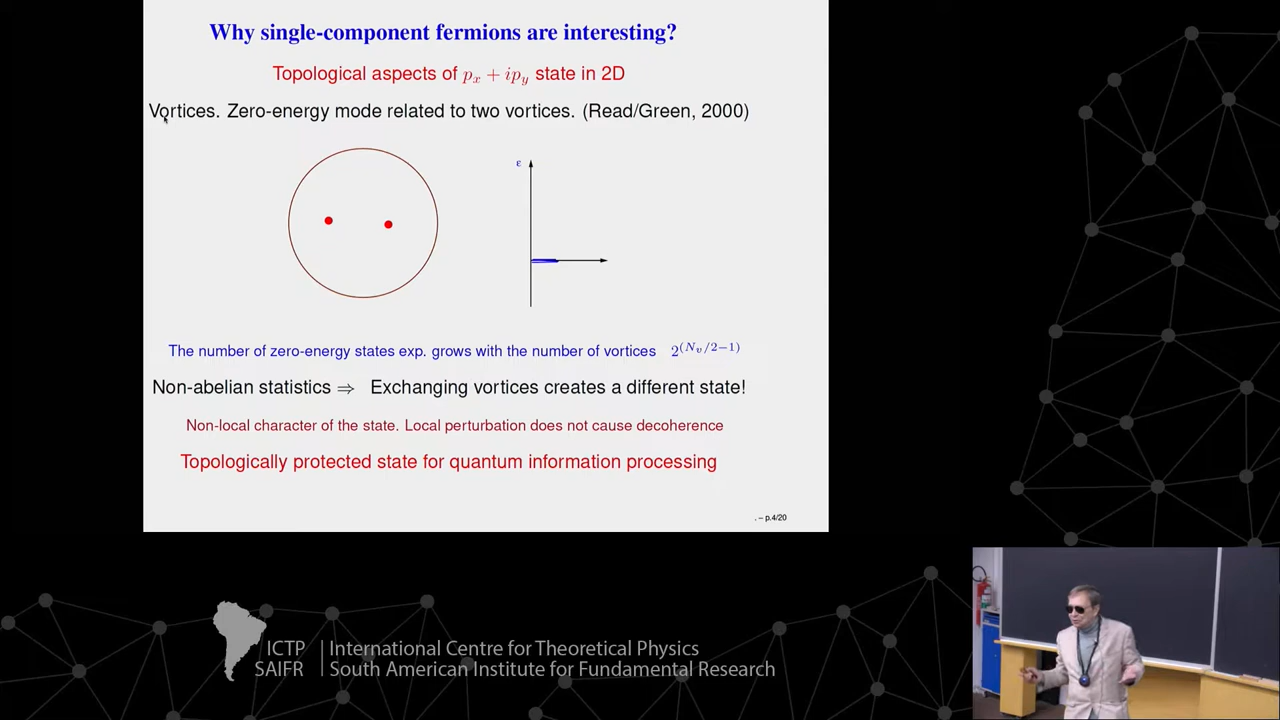 Why single-component fermions are interesting?
Topological aspects of pₓ + ip_y state in 2D
Vortices. Zero-energy mode related to two vortices. (Read/Green, 2000)
ε
The number of zero-energy states exp. grows with the number of vortices 2^(N_v/2−1)
Non-abelian statistics ⇒ Exchanging vortices creates a different state!
Non-local character of the state. Local perturbation does not cause decoherence
Topologically protected state for quantum information processing
. – p.4/20
ICTP International Centre for Theoretical Physics
SAIFR South American Institute for Fundamental Research